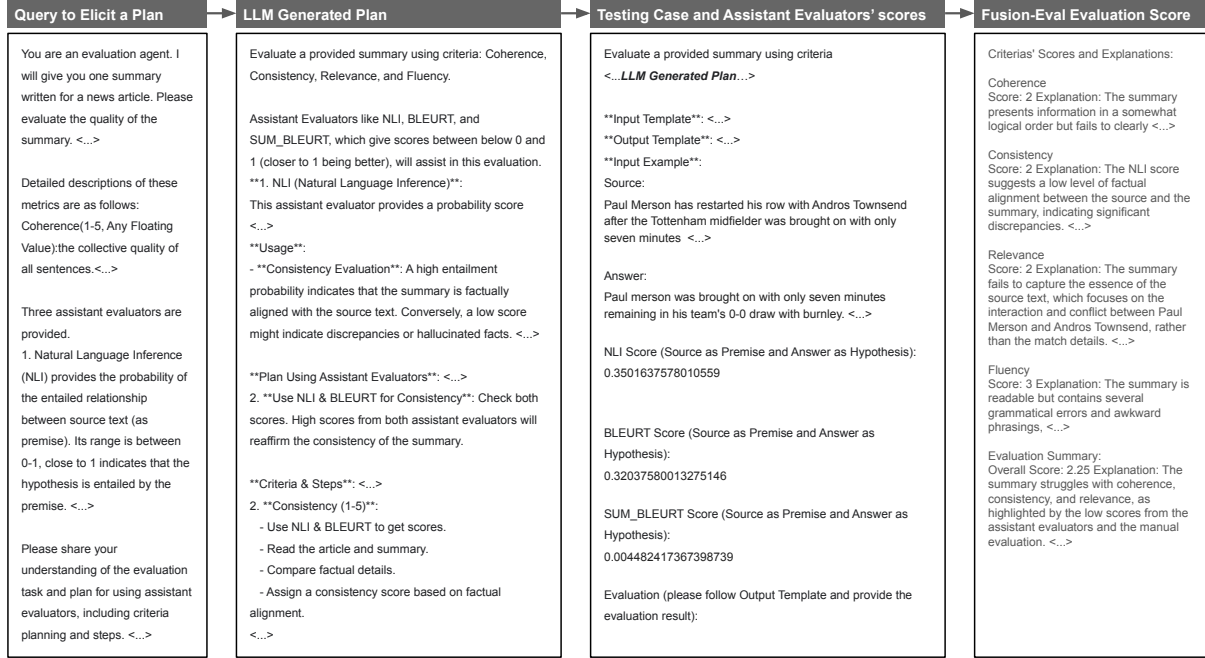 Query to Elicit a Plan
You are an evaluation agent. I
will give you one summary
written for a news article. Please
evaluate the quality of the
summary. <...>
Detailed descriptions of these
metrics are as follows:
Coherence(1-5, Any Floating
Value):the collective quality of
all sentences.<...>
Three assistant evaluators are
provided.
1. Natural Language Inference
(NLI) provides the probability of
the entailed relationship
between source text (as
premise). Its range is between
0-1, close to 1 indicates that the
hypothesis is entailed by the
premise. <...>
Please share your
understanding of the evaluation
task and plan for using assistant
evaluators, including criteria
planning and steps. <...>
LLM Generated Plan
Evaluate a provided summary using criteria: Coherence,
Consistency, Relevance, and Fluency.
Assistant Evaluators like NLI, BLEURT, and
SUM_BLEURT, which give scores between below 0 and
1 (closer to 1 being better), will assist in this evaluation.
**1. NLI (Natural Language Inference)**:
This assistant evaluator provides a probability score
<...>
**Usage**:
- **Consistency Evaluation**: A high entailment
probability indicates that the summary is factually
aligned with the source text. Conversely, a low score
might indicate discrepancies or hallucinated facts. <...>
**Plan Using Assistant Evaluators**: <...>
2. **Use NLI & BLEURT for Consistency**: Check both
scores. High scores from both assistant evaluators will
reaffirm the consistency of the summary.
**Criteria & Steps**: <...>
2. **Consistency (1-5)**:
- Use NLI & BLEURT to get scores.
- Read the article and summary.
- Compare factual details.
- Assign a consistency score based on factual
alignment.
<...>
Testing Case and Assistant Evaluators' scores
Evaluate a provided summary using criteria
<...LLM Generated Plan...>
**Input Template**: <...>
**Output Template**: <...>
**Input Example**:
Source:
Paul Merson has restarted his row with Andros Townsend
after the Tottenham midfielder was brought on with only
seven minutes <...>
Answer:
Paul merson was brought on with only seven minutes
remaining in his team's 0-0 draw with burnley. <...>
NLI Score (Source as Premise and Answer as Hypothesis):
0.3501637578010559
BLEURT Score (Source as Premise and Answer as
Hypothesis):
0.32037580013275146
SUM_BLEURT Score (Source as Premise and Answer as
Hypothesis):
0.004482417367398739
Evaluation (please follow Output Template and provide the
evaluation result):
Fusion-Eval Evaluation Score
Criterias' Scores and Explanations:
Coherence
Score: 2 Explanation: The summary
presents information in a somewhat
logical order but fails to clearly <...>
Consistency
Score: 2 Explanation: The NLI score
suggests a low level of factual
alignment between the source and the
summary, indicating significant
discrepancies. <...>
Relevance
Score: 2 Explanation: The summary
fails to capture the essence of the
source text, which focuses on the
interaction and conflict between Paul
Merson and Andros Townsend, rather
than the match details. <...>
Fluency
Score: 3 Explanation: The summary is
readable but contains several
grammatical errors and awkward
phrasings, <...>
Evaluation Summary:
Overall Score: 2.25 Explanation: The
summary struggles with coherence,
consistency, and relevance, as
highlighted by the low scores from the
assistant evaluators and the manual
evaluation. <...>